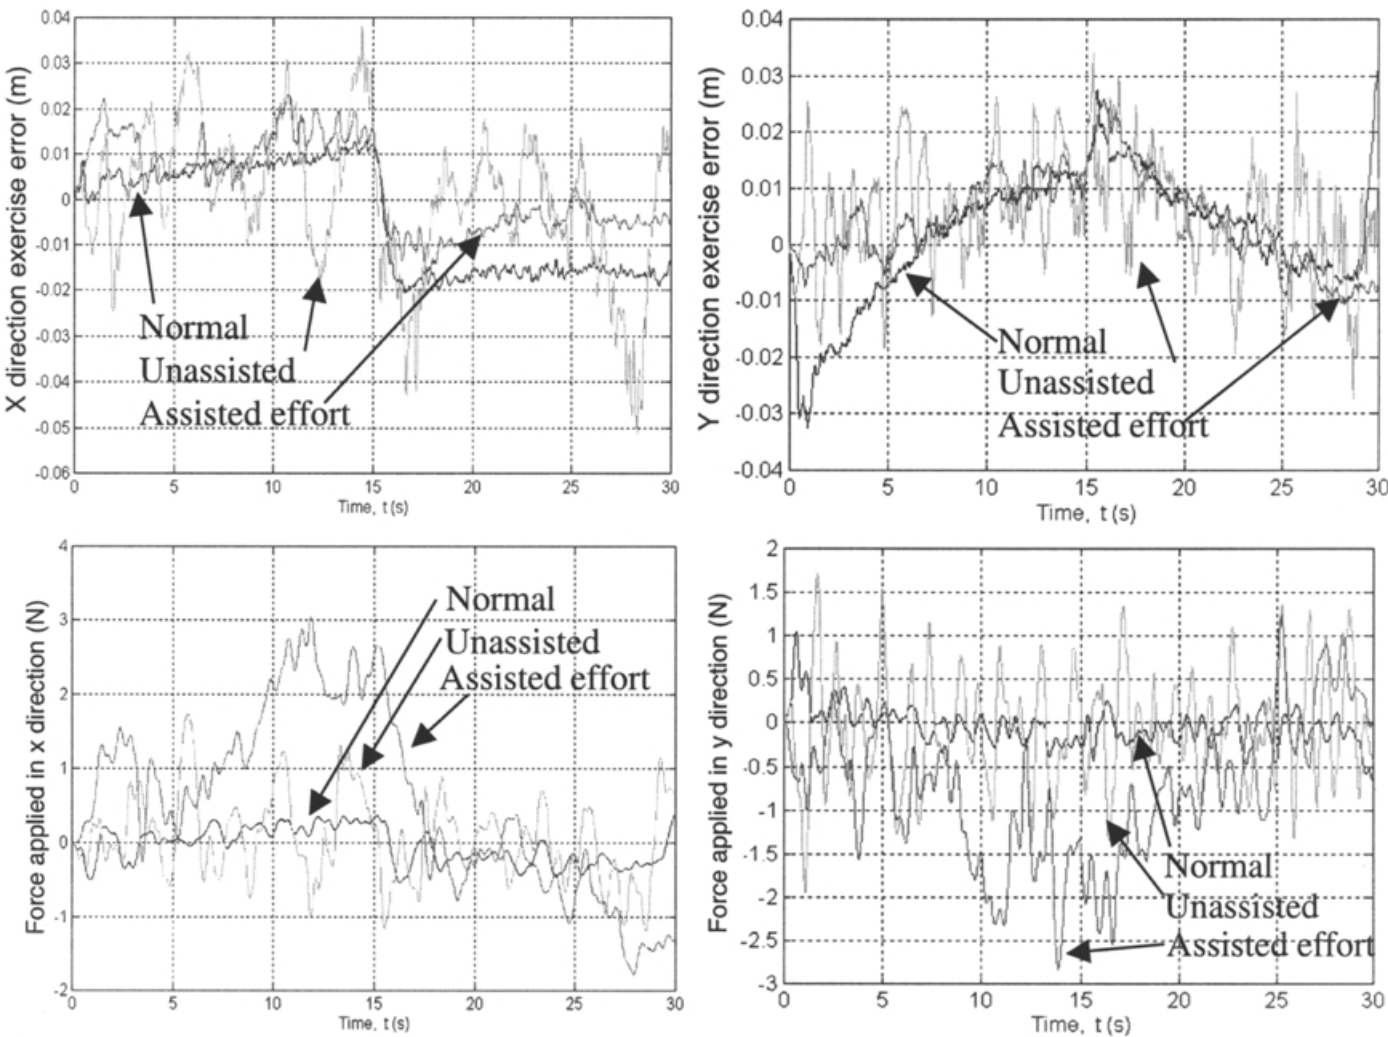 X direction exercise error (m)
0.04
0.03
0.02
0.01
0
-0.01
-0.02
-0.03
-0.04
-0.05
-0.06
Normal
Unassisted
Assisted effort
0 5 10 15 20 25 30
Time, t (s)
Y direction exercise error (m)
0.04
0.03
0.02
0.01
0
-0.01
-0.02
-0.03
-0.04
Normal
Unassisted
Assisted effort
0 5 10 15 20 25 30
Time, t (s)
Force applied in x direction (N)
4
3
2
1
0
-1
-2
Normal
Unassisted
Assisted effort
0 5 10 15 20 25 30
Time, t (s)
Force applied in y direction (N)
2
1.5
1
0.5
0
-0.5
-1
-1.5
-2
-2.5
-3
Normal
Unassisted
Assisted effort
0 5 10 15 20 25 30
Time, t (s)